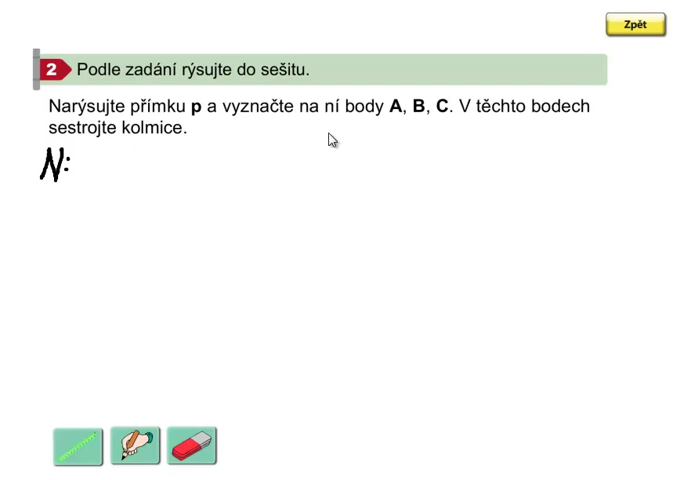 Zpět
2 Podle zadání rýsujte do sešitu.
Narýsujte přímku p a vyznačte na ní body A, B, C. V těchto bodech
sestrojte kolmice.
N: